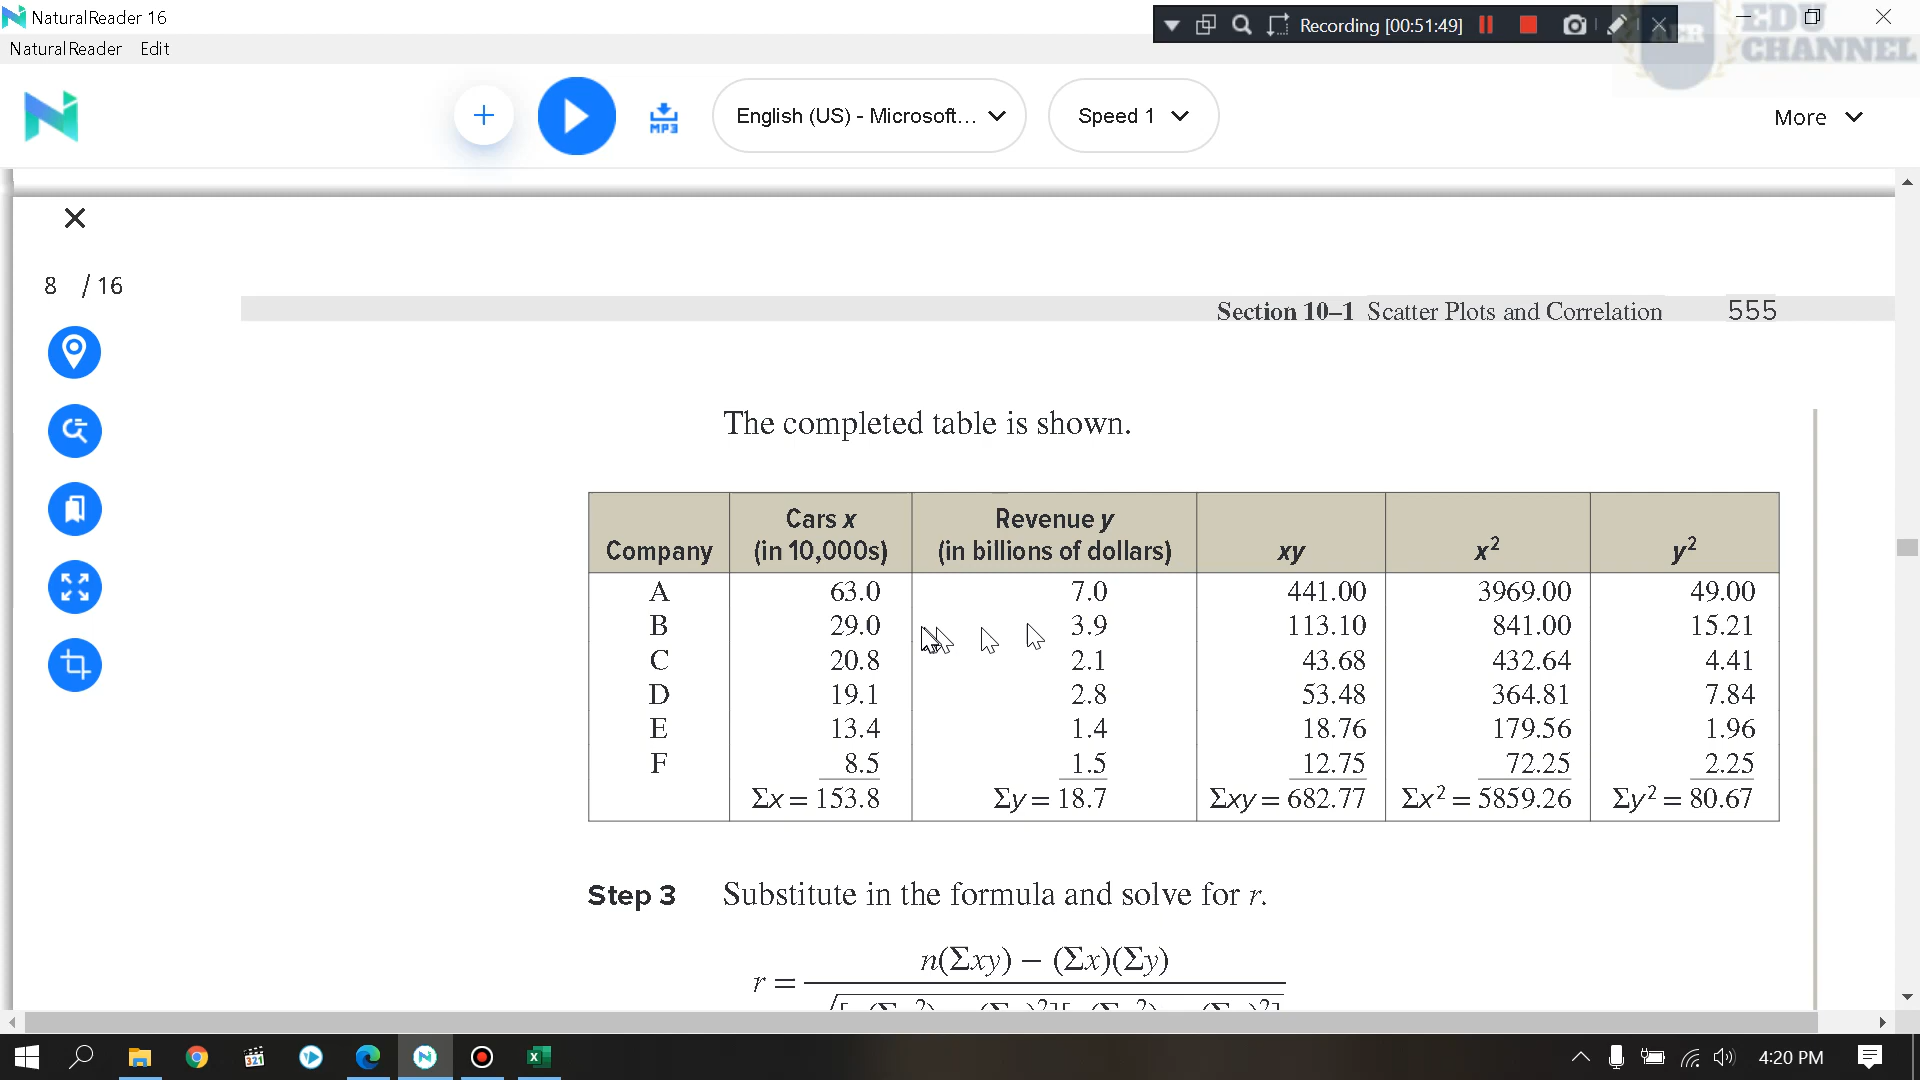 NaturalReader 16
Recording [00:51:49]
EDU
CHANNEL
AER
NaturalReader Edit
MP3
English (US) - Microsoft...
Speed 1
More
8 / 16
Section 10–1 Scatter Plots and Correlation 555
The completed table is shown.
Company Cars x (in 10,000s) Revenue y (in billions of dollars) xy x² y²
A 63.0 7.0 441.00 3969.00 49.00
B 29.0 3.9 113.10 841.00 15.21
C 20.8 2.1 43.68 432.64 4.41
D 19.1 2.8 53.48 364.81 7.84
E 13.4 1.4 18.76 179.56 1.96
F 8.5 1.5 12.75 72.25 2.25
Σx = 153.8 Σy = 18.7 Σxy = 682.77 Σx² = 5859.26 Σy² = 80.67
Step 3 Substitute in the formula and solve for r.
n(Σxy) − (Σx)(Σy)
r =
321
4:20 PM